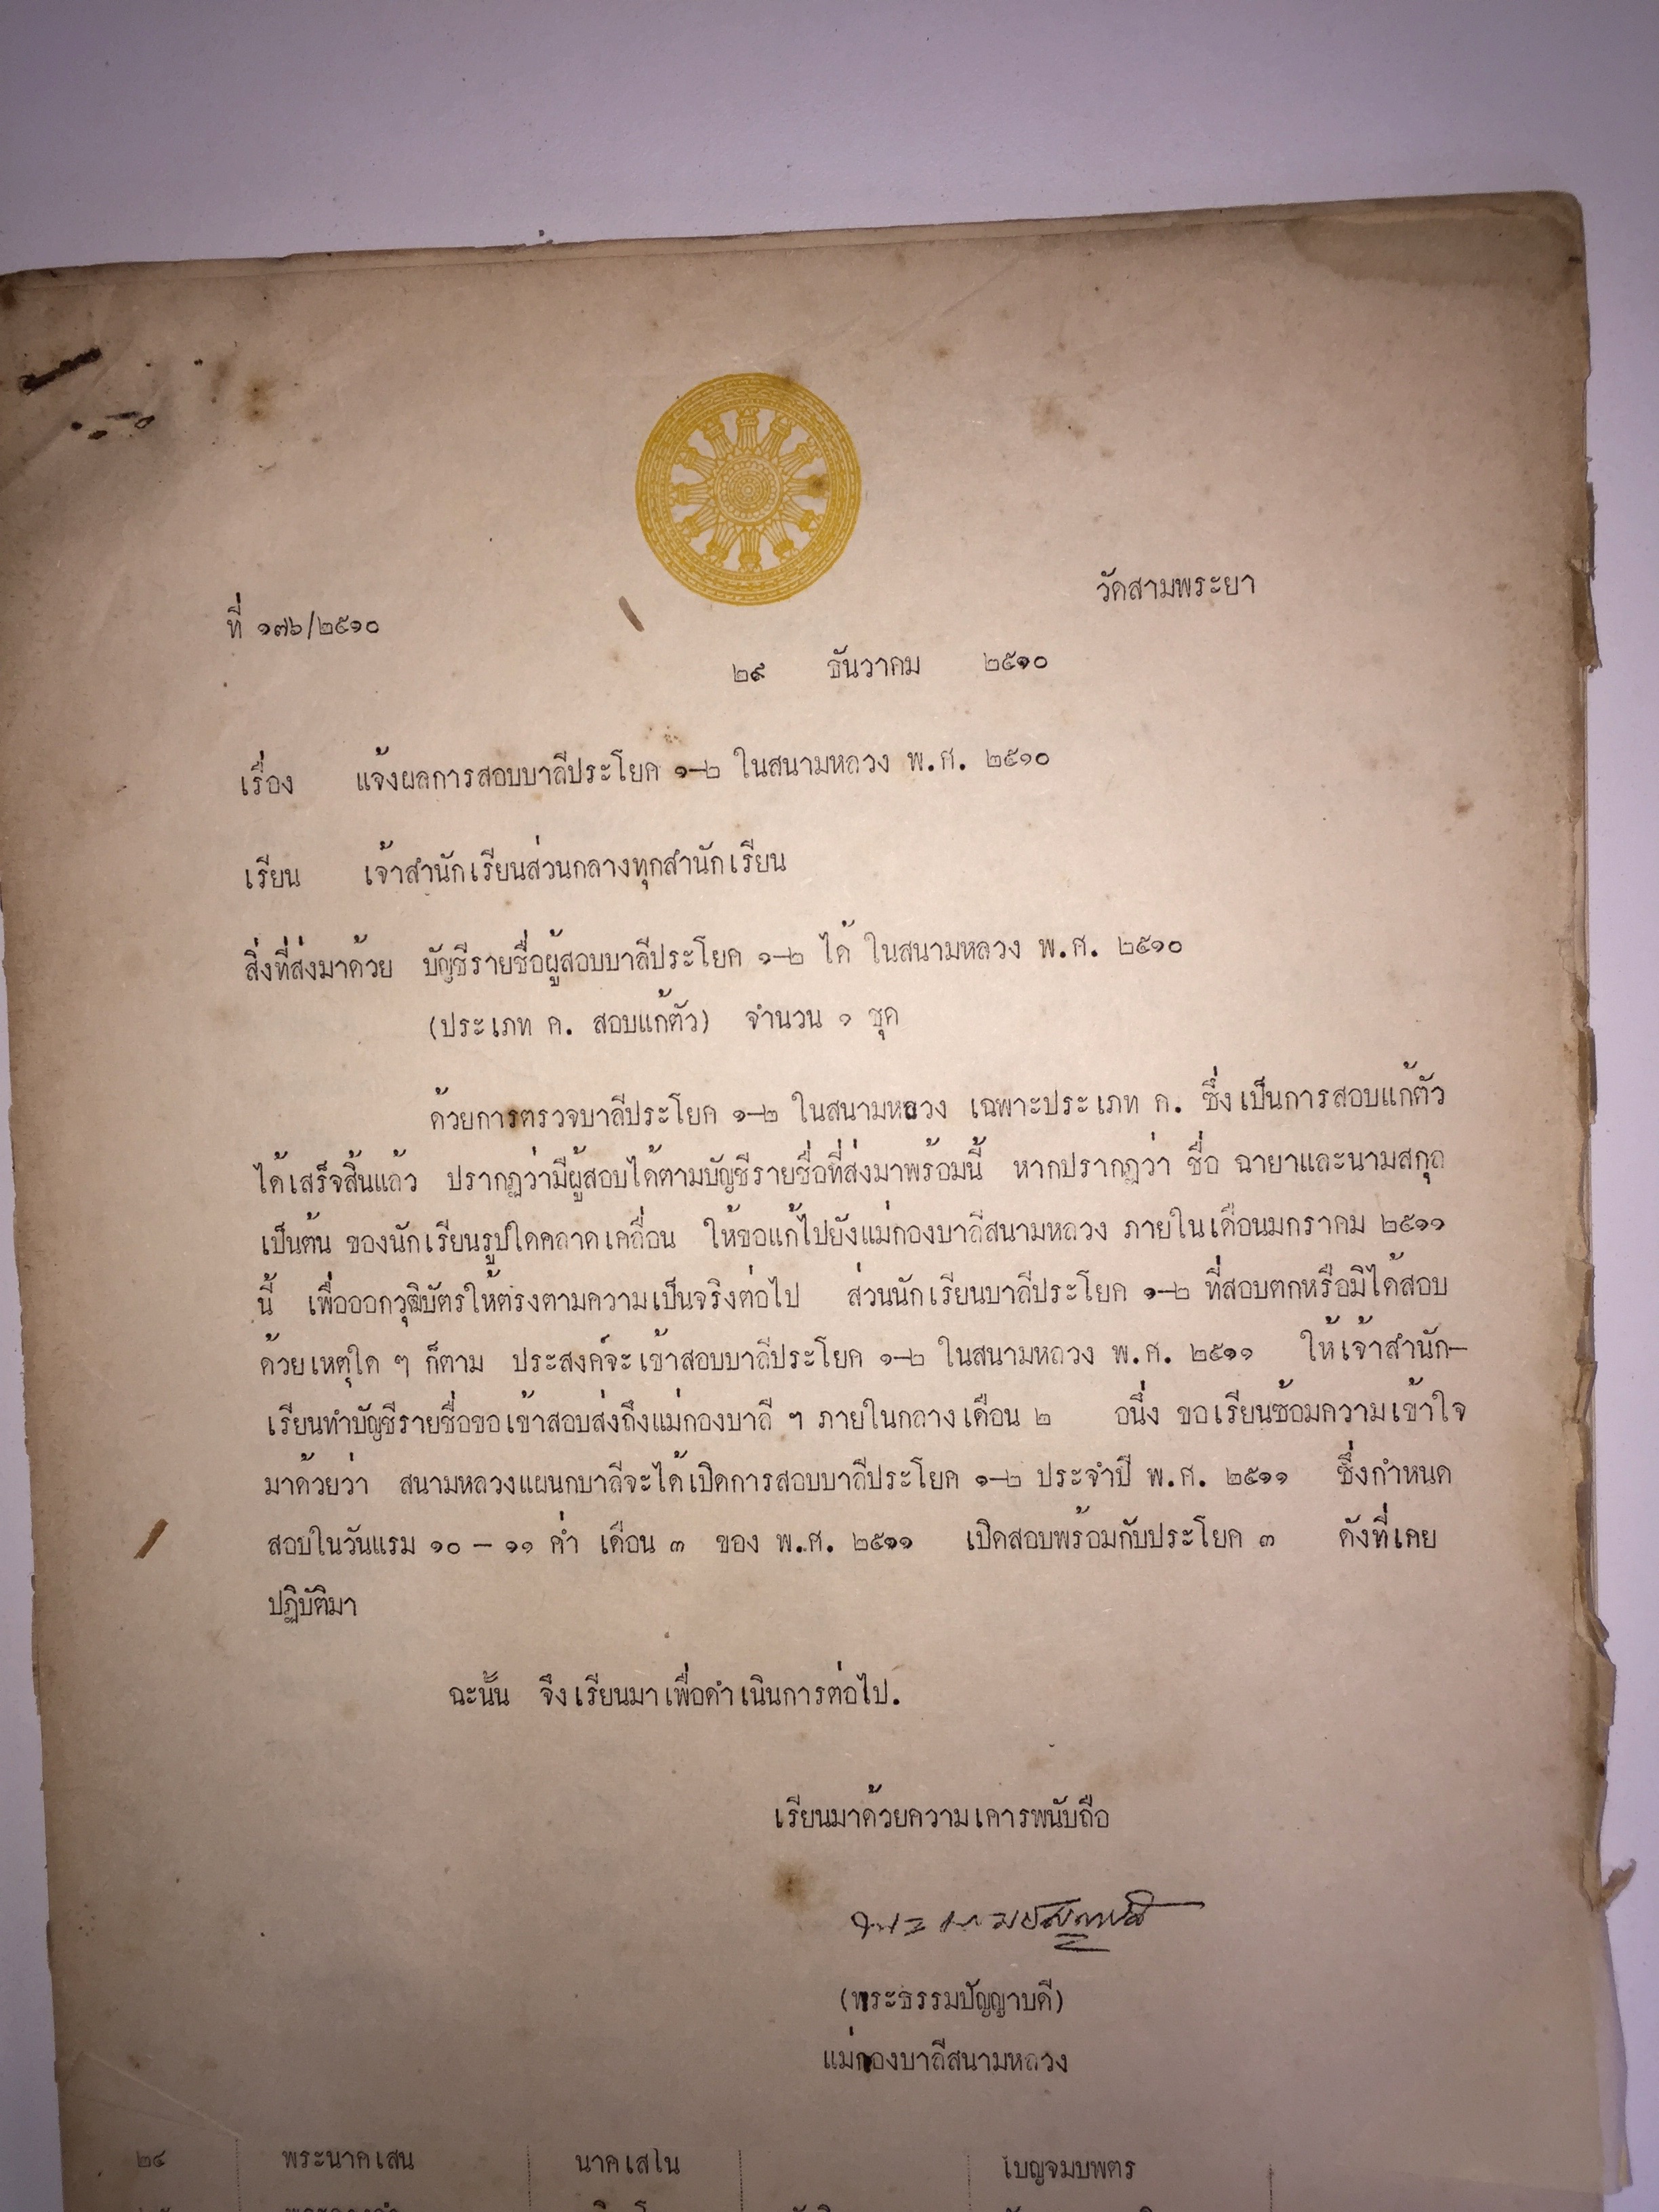 วัดสามพระยา
ที่ ๑๗๖/๒๕๑๐
๒๙ ธันวาคม ๒๕๑๐
เรื่อง แจ้งผลการสอบบาลีประโยค ๑-๒ ในสนามหลวง พ.ศ. ๒๕๑๐
เรียน เจ้าสำนักเรียนส่วนกลางทุกสำนักเรียน
สิ่งที่ส่งมาด้วย บัญชีรายชื่อผู้สอบบาลีประโยค ๑-๒ ได้ ในสนามหลวง พ.ศ. ๒๕๑๐
(ประเภท ค. สอบแก้ตัว) จำนวน ๑ ชุด
ด้วยการตรวจบาลีประโยค ๑-๒ ในสนามหลวง เฉพาะประเภท ค. ซึ่งเป็นการสอบแก้ตัว
ได้เสร็จสิ้นแล้ว ปรากฏว่ามีผู้สอบได้ตามบัญชีรายชื่อที่ส่งมาพร้อมนี้ หากปรากฏว่า ชื่อ ฉายาและนามสกุล
เป็นต้น ของนักเรียนรูปใดคลาดเคลื่อน ให้ขอแก้ไปยังแม่กองบาลีสนามหลวง ภายในเดือนมกราคม ๒๕๑๑
นี้ เพื่อออกวุฒิบัตรให้ตรงตามความเป็นจริงต่อไป ส่วนนักเรียนบาลีประโยค ๑-๒ ที่สอบตกหรือมิได้สอบ
ด้วยเหตุใด ๆ ก็ตาม ประสงค์จะเข้าสอบบาลีประโยค ๑-๒ ในสนามหลวง พ.ศ. ๒๕๑๑ ให้เจ้าสำนัก-
เรียนทำบัญชีรายชื่อขอเข้าสอบส่งถึงแม่กองบาลี ฯ ภายในกลางเดือน ๒ อนึ่ง ขอเรียนซ้อมความเข้าใจ
มาด้วยว่า สนามหลวงแผนกบาลีจะได้เปิดการสอบบาลีประโยค ๑-๒ ประจำปี พ.ศ. ๒๕๑๑ ซึ่งกำหนด
สอบในวันแรม ๑๐ - ๑๑ ค่ำ เดือน ๓ ของ พ.ศ. ๒๕๑๑ เปิดสอบพร้อมกับประโยค ๓ ดังที่เคย
ปฏิบัติมา
ฉะนั้น จึงเรียนมาเพื่อดำเนินการต่อไป.
เรียนมาด้วยความเคารพนับถือ
(พระธรรมปัญญาบดี)
แม่กองบาลีสนามหลวง
๒๔ พระนาคเสน นาคเสโน เบญจมบพตร